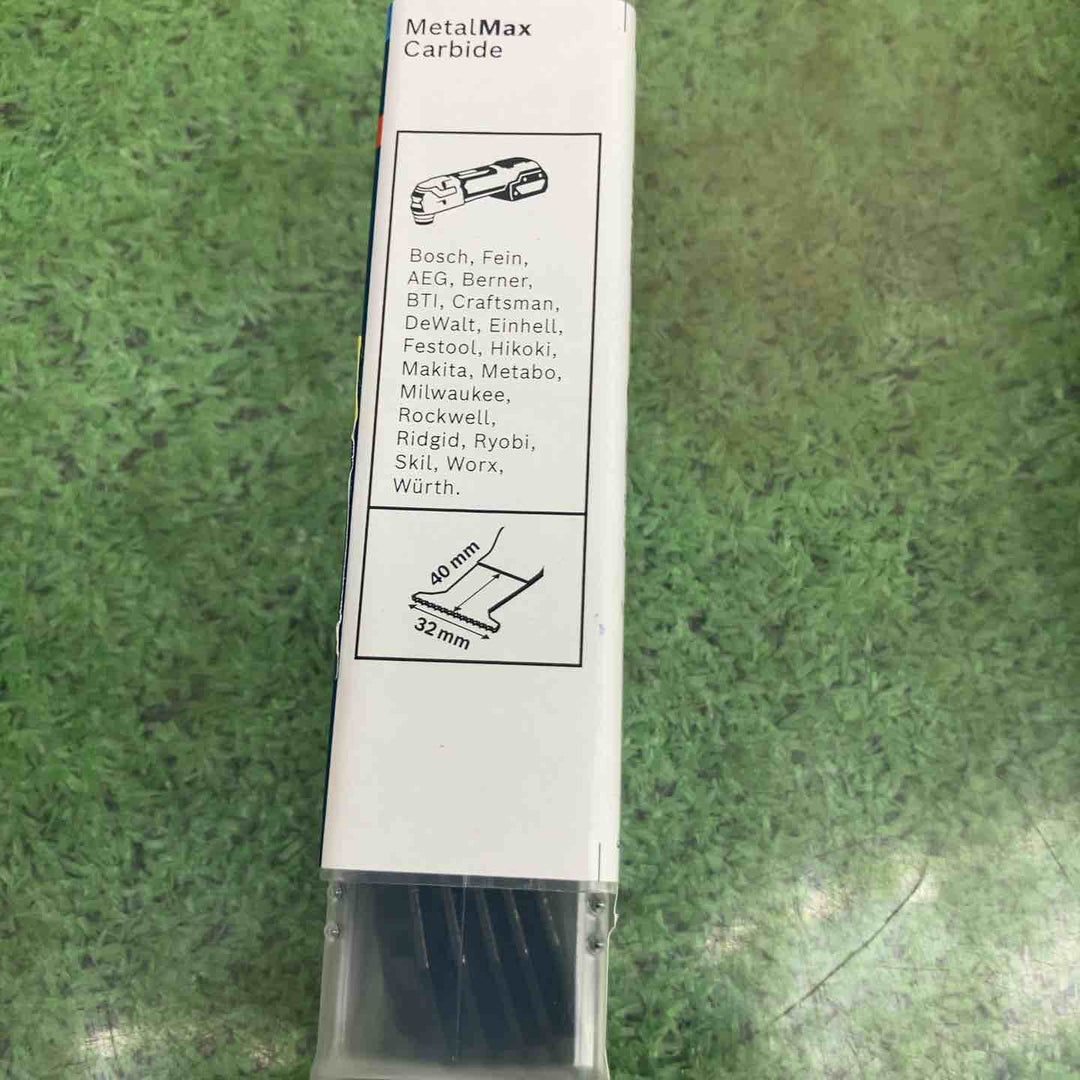 MetalMax
Carbide
Bosch, Fein,
AEG, Berner,
BTI, Craftsman,
DeWalt, Einhell,
Festool, Hikoki,
Makita, Metabo,
Milwaukee,
Rockwell,
Ridgid, Ryobi,
Skil, Worx,
Würth.
40 mm
32 mm